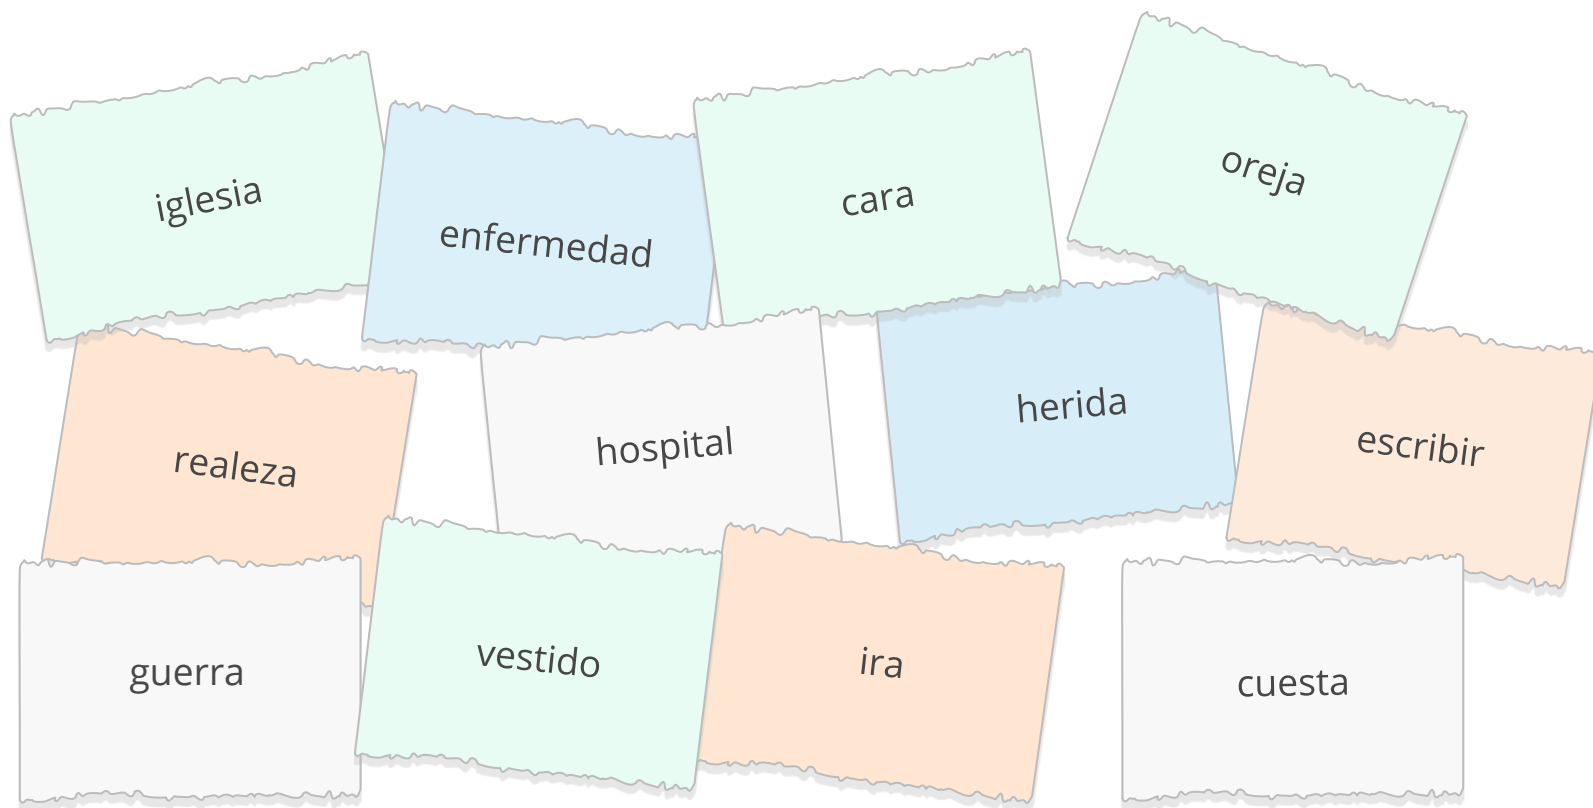 iglesia
enfermedad
cara
oreja
realeza
hospital
herida
escribir
guerra
vestido
ira
cuesta